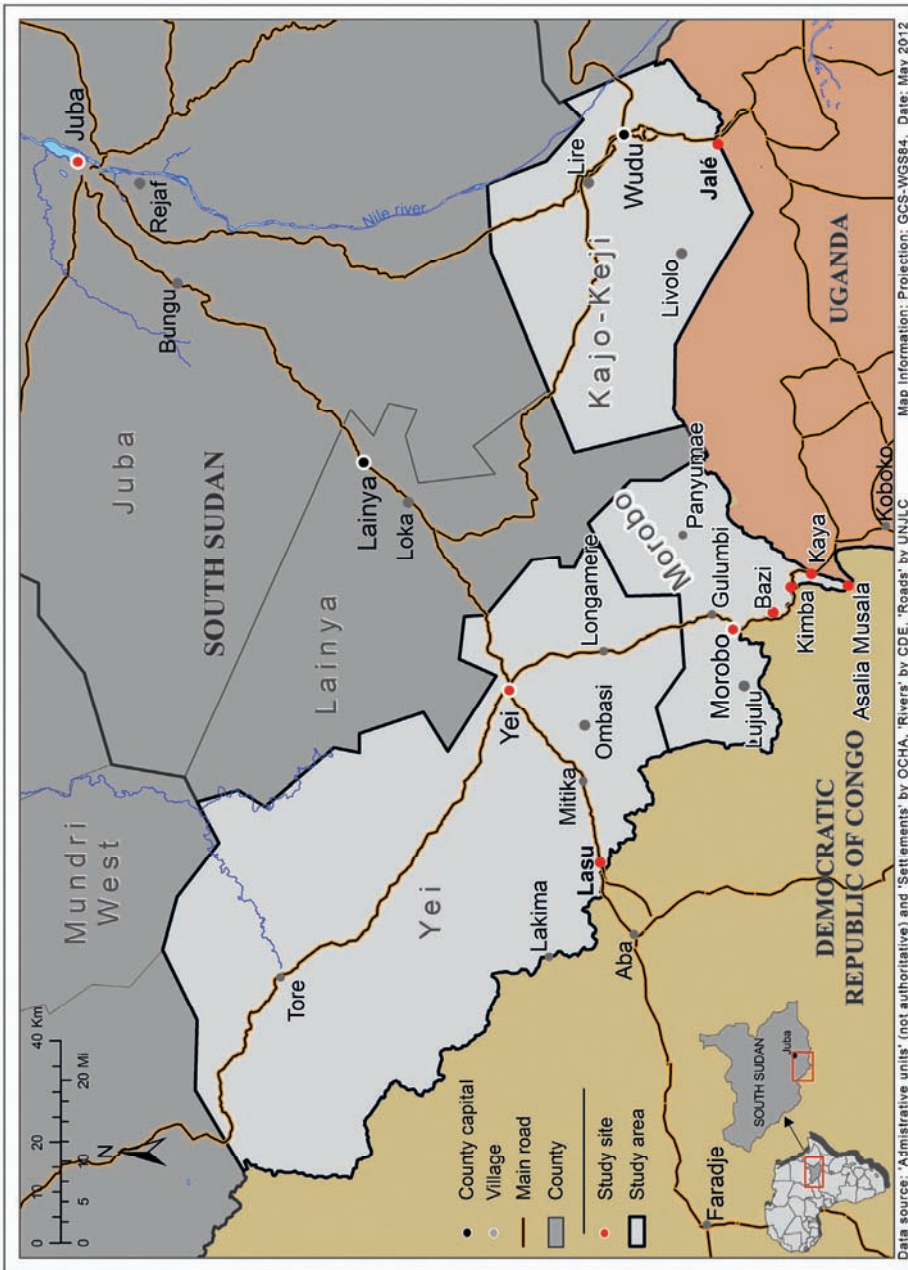 Juba
Rejaf
Nile river
Bungu
Juba
SOUTH SUDAN
Mundri
West
Lainya
Loka
Lainya
Lire
Wudu
Kajo-Keji
Livolo
Jalé
UGANDA
Yei
Longamere
Ombasi
Morobo
Panyumae
Gulumbi
Morobo
Lujulu
Bazi
Kimba
Kaya
Asalia Musala
Koboko
Tore
Yei
Mitika
Lasu
Lakima
Aba
DEMOCRATIC
REPUBLIC OF CONGO
Faradje
N
0 10 20 40 Km
0 5 10 20 Mi
County capital
Village
Main road
County
Study site
Study area
SOUTH SUDAN
Juba
Data source: 'Admistrative units' (not authoritative) and 'Settlements' by OCHA, 'Rivers' by CDE, 'Roads' by UNJLC
Map Information: Projection: GCS-WGS84, Date: May 2012